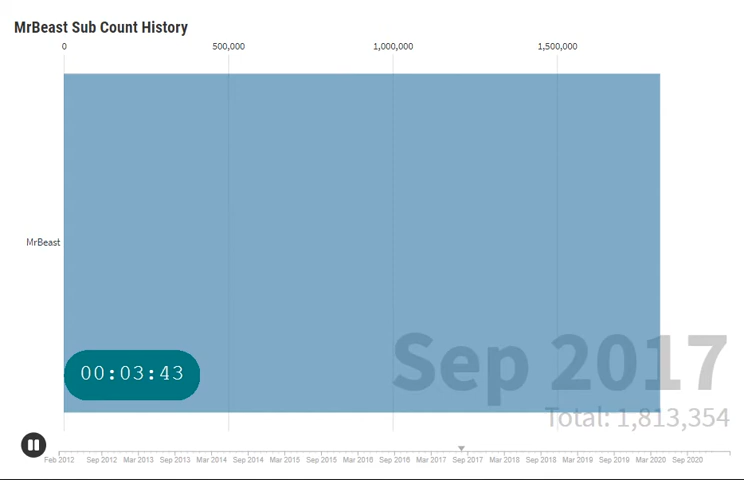 MrBeast Sub Count History
0 500,000 1,000,000 1,500,000
MrBeast
Sep 2017
00:03:43
Total: 1,813,354
Feb 2012 Sep 2012 Mar 2013 Sep 2013 Mar 2014 Sep 2014 Mar 2015 Sep 2015 Mar 2016 Sep 2016 Mar 2017 Sep 2017 Mar 2018 Sep 2018 Mar 2019 Sep 2019 Mar 2020 Sep 2020